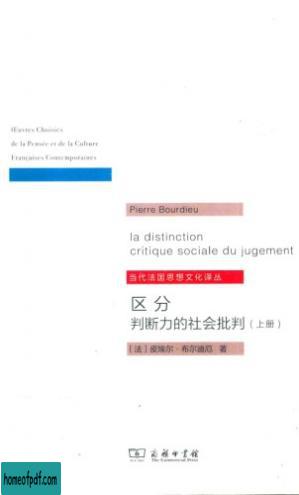 Œuvres Choisies
de la Pensée et de la Culture
Françaises Contemporaines
Pierre Bourdieu
la distinction
critique sociale du jugement
当代法国思想文化译丛
区分
判断力的社会批判（上册）
〔法〕皮埃尔·布尔迪厄 著
商务印书馆
The Commercial Press
homeofpdf.com